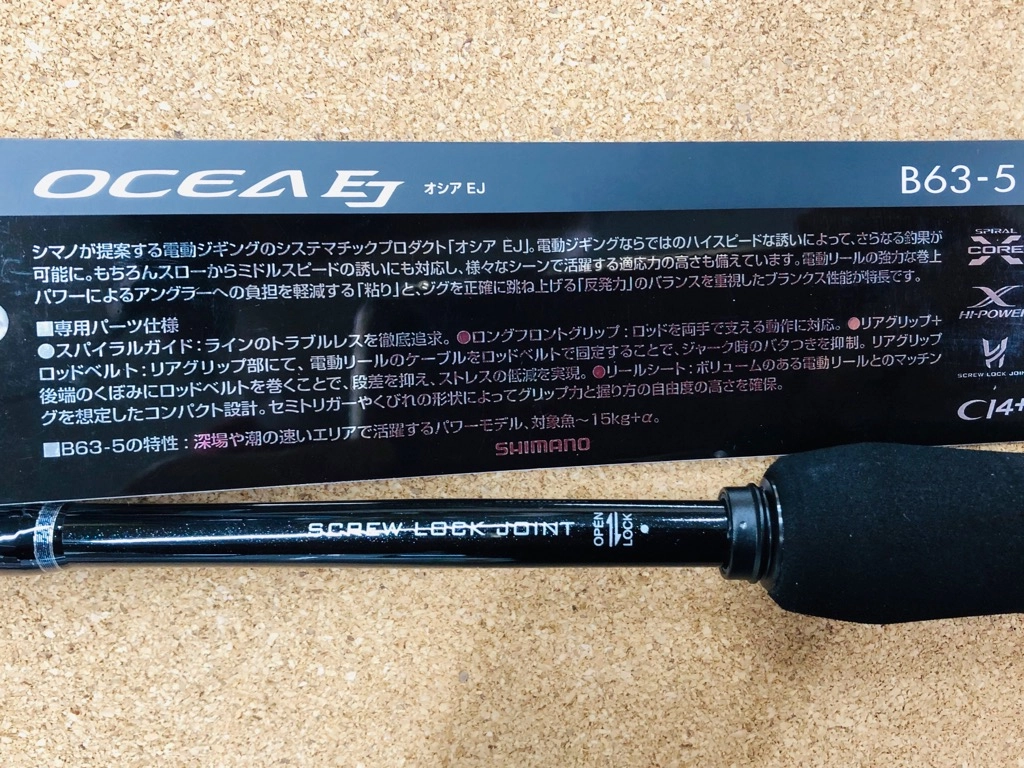 OCEA EJ オシア EJ B63-5
シマノが提案する電動ジギングのシステマチックプロダクト「オシア EJ」。電動ジギングならではのハイスピードな誘いによって、さらなる釣果が
可能に。もちろんスローからミドルスピードの誘いにも対応し、様々なシーンで活躍する適応力の高さも備えています。電動リールの強力な巻上
パワーによるアングラーへの負担を軽減する「粘り」と、ジグを正確に跳ね上げる「反発力」のバランスを重視したブランクス性能が特長です。
■専用パーツ仕様
●スパイラルガイド：ラインのトラブルレスを徹底追求。●ロングフロントグリップ：ロッドを両手で支える動作に対応。●リアグリップ+
ロッドベルト：リアグリップ部にて、電動リールのケーブルをロッドベルトで固定することで、ジャーク時のバタつきを抑制。リアグリップ
後端のくぼみにロッドベルトを巻くことで、段差を抑え、ストレスの低減を実現。●リールシート：ボリュームのある電動リールとのマッチン
グを想定したコンパクト設計。セミトリガーやくびれの形状によってグリップ力と握り方の自由度の高さを確保。
■B63-5の特性：深場や潮の速いエリアで活躍するパワーモデル、対象魚～15kg+α。
SHIMANO
SPIRAL
X
CORE
X
HI-POWER
SCREW LOCK JOINT
CI4+
SCREW LOCK JOINT
OPEN
LOCK